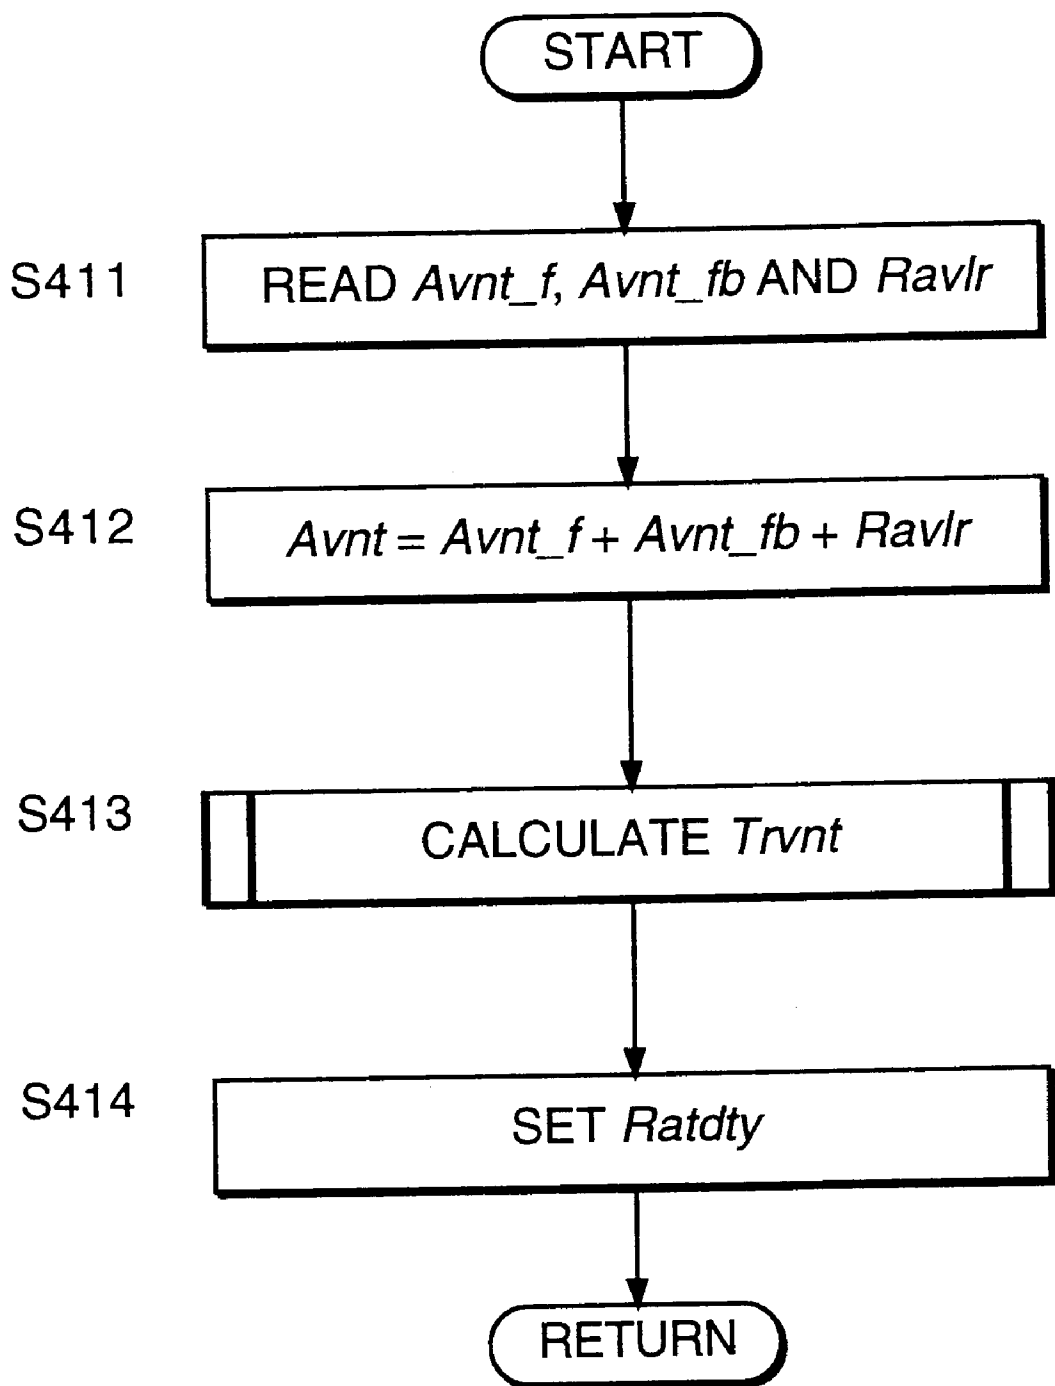 START
S411
READ Avnt_f, Avnt_fb AND Ravlr
S412
Avnt = Avnt_f + Avnt_fb + Ravlr
S413
CALCULATE Trvnt
S414
SET Ratdty
RETURN